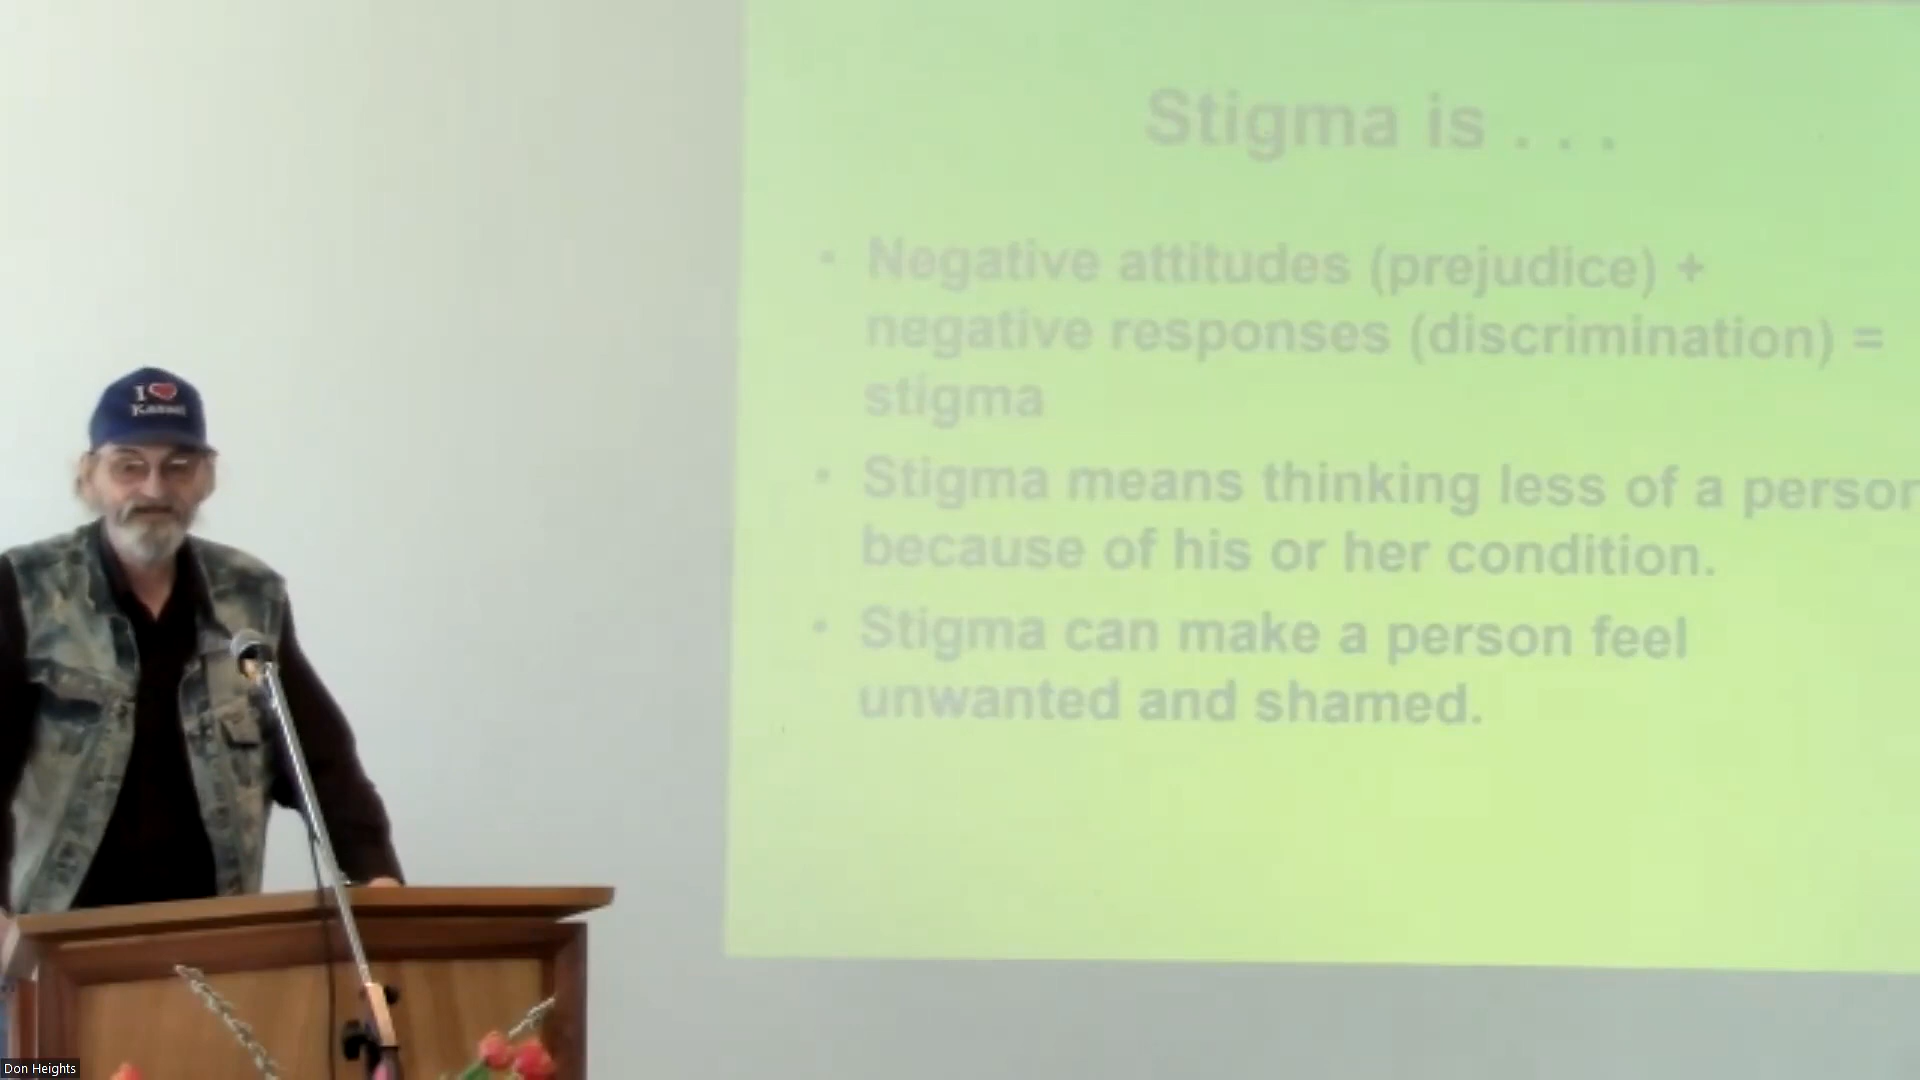 Stigma is . . .
• Negative attitudes (prejudice) +
negative responses (discrimination) =
stigma
• Stigma means thinking less of a person
because of his or her condition.
• Stigma can make a person feel
unwanted and shamed.
I ❤
Kassel
Don Heights